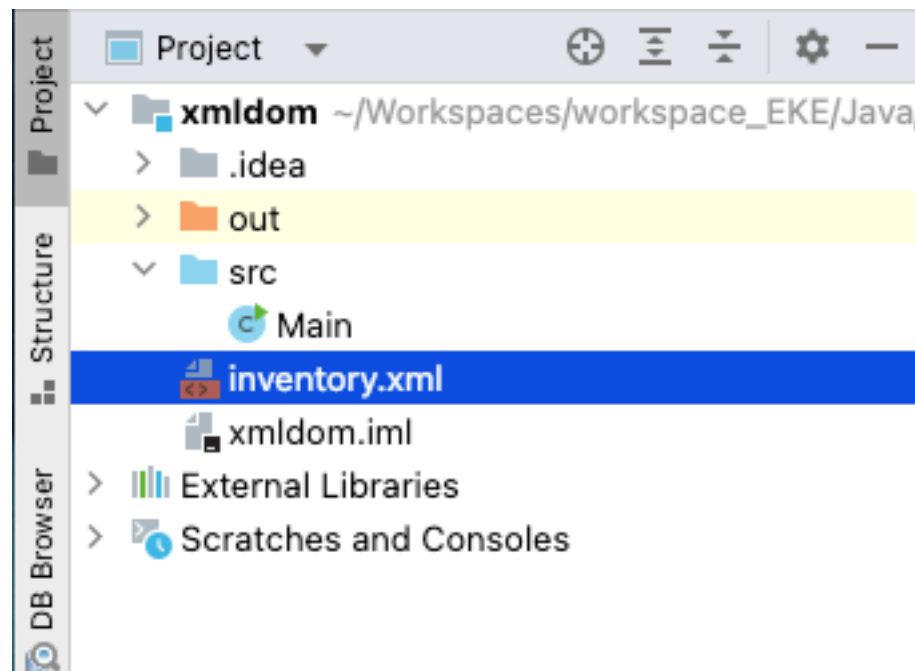 Project
Structure
DB Browser
Project
xmldom ~/Workspaces/workspace_EKE/Java/
.idea
out
src
C Main
<> inventory.xml
xmldom.iml
External Libraries
Scratches and Consoles